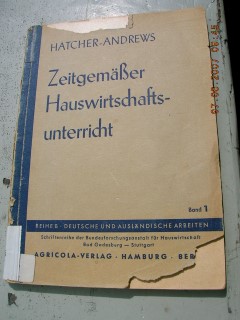 HATCHER-ANDREWS
Zeitgemäßer
Hauswirtschafts-
unterricht
Band 1
REIHE B · DEUTSCHE UND AUSLÄNDISCHE ARBEITEN
Schriftenreihe der Bundesforschungsanstalt für Hauswirtschaft
Bad Godesberg — Stuttgart
AGRICOLA-VERLAG · HAMBURG · BER